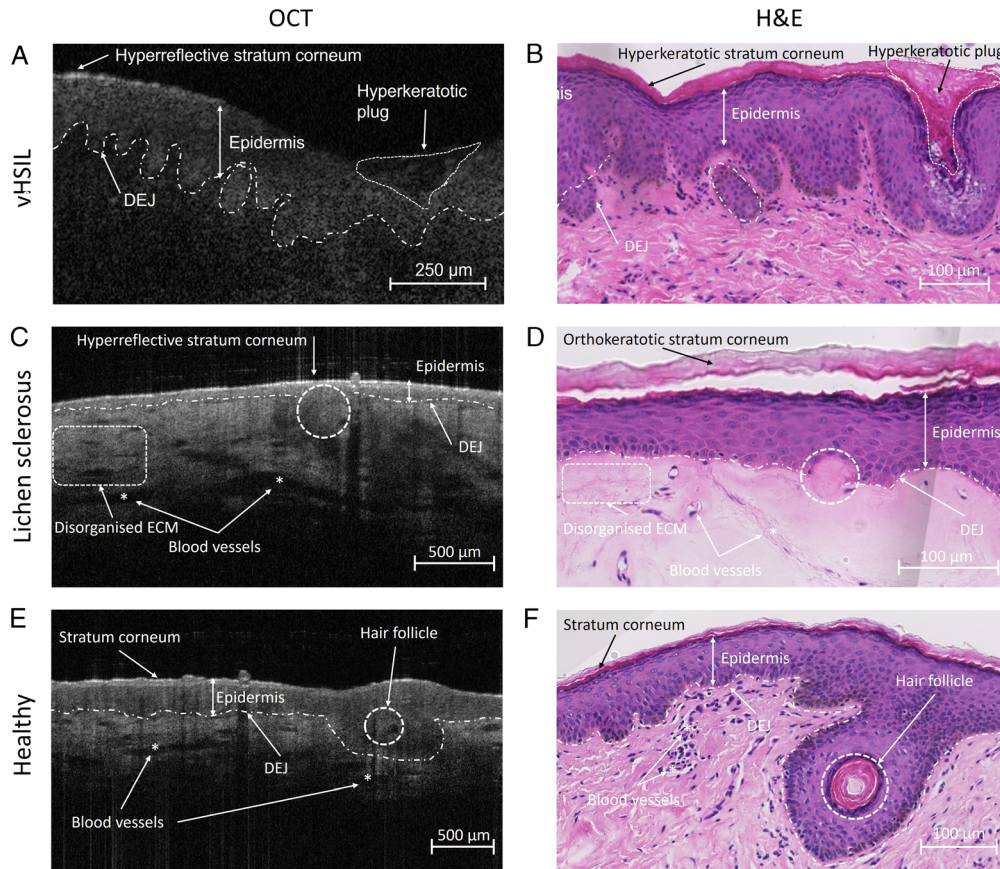 OCT
H&E
vHSIL
A
Hyperreflective stratum corneum
Hyperkeratotic
plug
Epidermis
DEJ
250 µm
B
Hyperkeratotic stratum corneum
Hyperkeratotic plug
nis
Epidermis
DEJ
100 µm
Lichen sclerosus
C
Hyperreflective stratum corneum
Epidermis
DEJ
*
*
Disorganised ECM
Blood vessels
500 µm
D
Orthokeratotic stratum corneum
Epidermis
Disorganised ECM
DEJ
*
Blood vessels
100 µm
Healthy
E
Stratum corneum
Hair follicle
Epidermis
*
DEJ
*
Blood vessels
500 µm
F
Stratum corneum
Epidermis
Hair follicle
DEJ
Blood vessels
100 µm